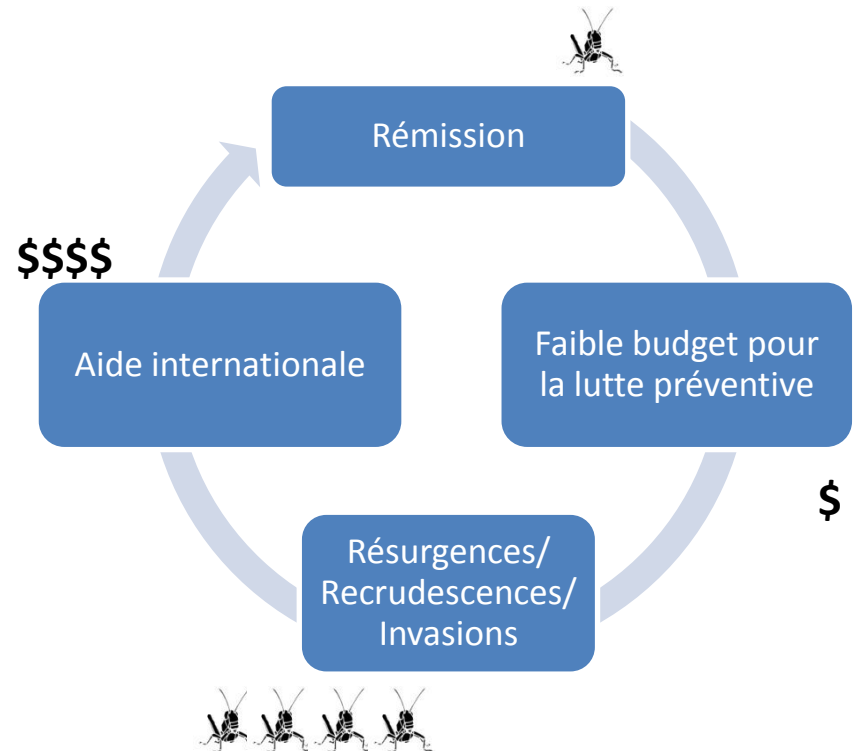 Rémission
$$$$
Aide internationale
Faible budget pour
la lutte préventive
$
Résurgences/
Recrudescences/
Invasions